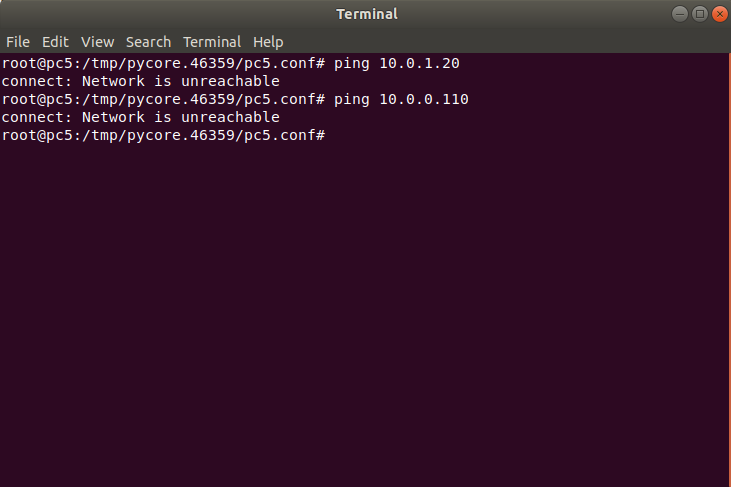 Terminal
File Edit View Search Terminal Help
root@pc5:/tmp/pycore.46359/pc5.conf# ping 10.0.1.20
connect: Network is unreachable
root@pc5:/tmp/pycore.46359/pc5.conf# ping 10.0.0.110
connect: Network is unreachable
root@pc5:/tmp/pycore.46359/pc5.conf#